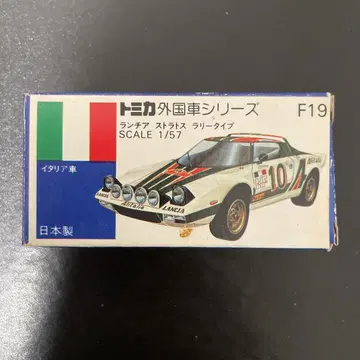 トミカ外国車シリーズ
F19
ランチア ストラトス ラリータイプ
SCALE 1/57
イタリア車
日本製
10
LANCIA
LANCIA